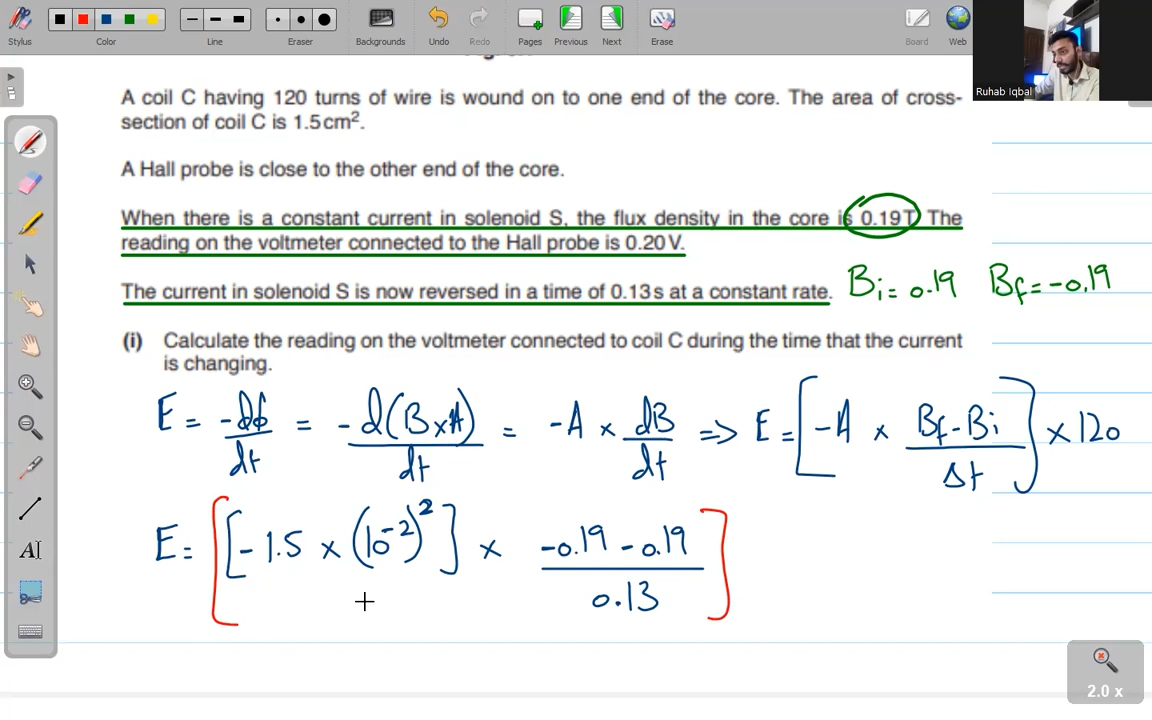 Stylus Color Line Eraser Backgrounds Undo Redo Pages Previous Next Erase Board Web
Ruhab Iqbal
A coil C having 120 turns of wire is wound on to one end of the core. The area of cross-
section of coil C is 1.5 cm².
A Hall probe is close to the other end of the core.
When there is a constant current in solenoid S, the flux density in the core is 0.19T. The
reading on the voltmeter connected to the Hall probe is 0.20 V.
The current in solenoid S is now reversed in a time of 0.13 s at a constant rate. Bi = 0.19 Bf = -0.19
(i) Calculate the reading on the voltmeter connected to coil C during the time that the current
is changing.
E = -dϕ/dt = -d(B×A)/dt = -A × dB/dt => E = [-A × (Bf - Bi)/Δt] × 120
E = [[-1.5 × (10^-2)^2] × (-0.19 - 0.19)/0.13]
AI
2.0 x